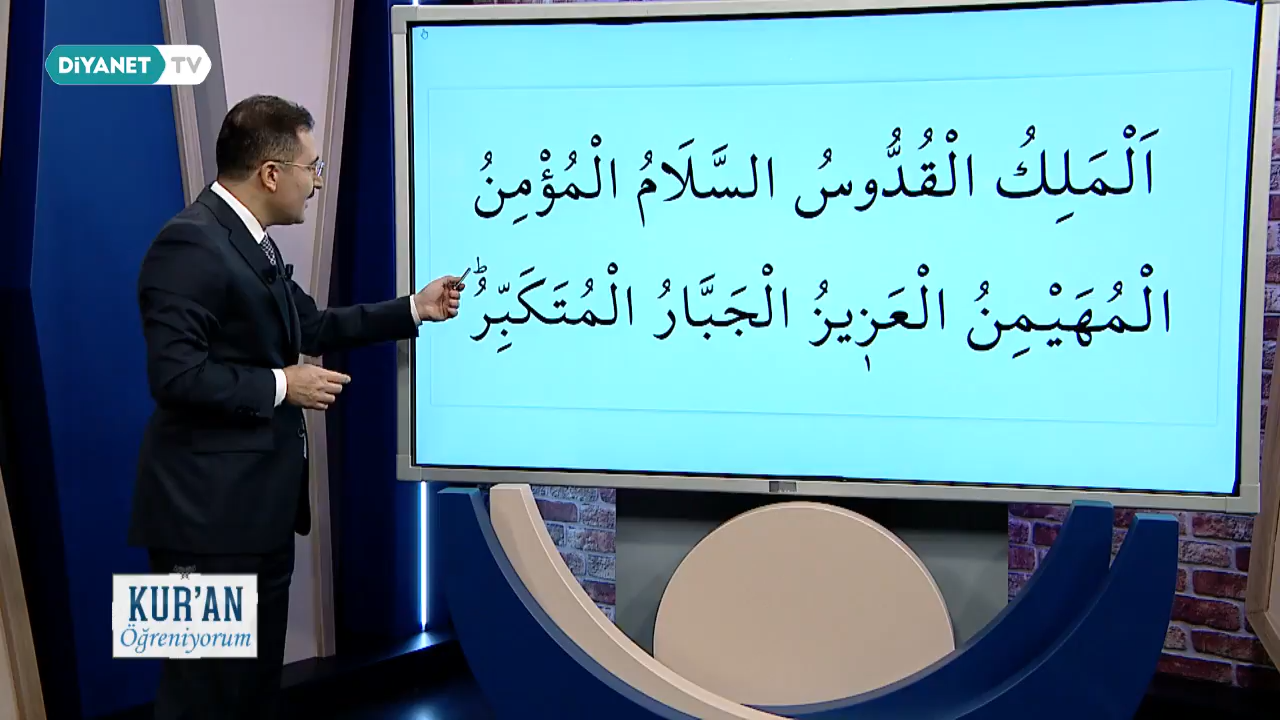 DİYANET TV
اَلْمَلِكُ الْقُدُّوسُ السَّلَامُ الْمُؤْمِنُ
الْمُهَيْمِنُ الْعَز۪يزُ الْجَبَّارُ الْمُتَكَبِّرُۜ
KUR'AN
Öğreniyorum